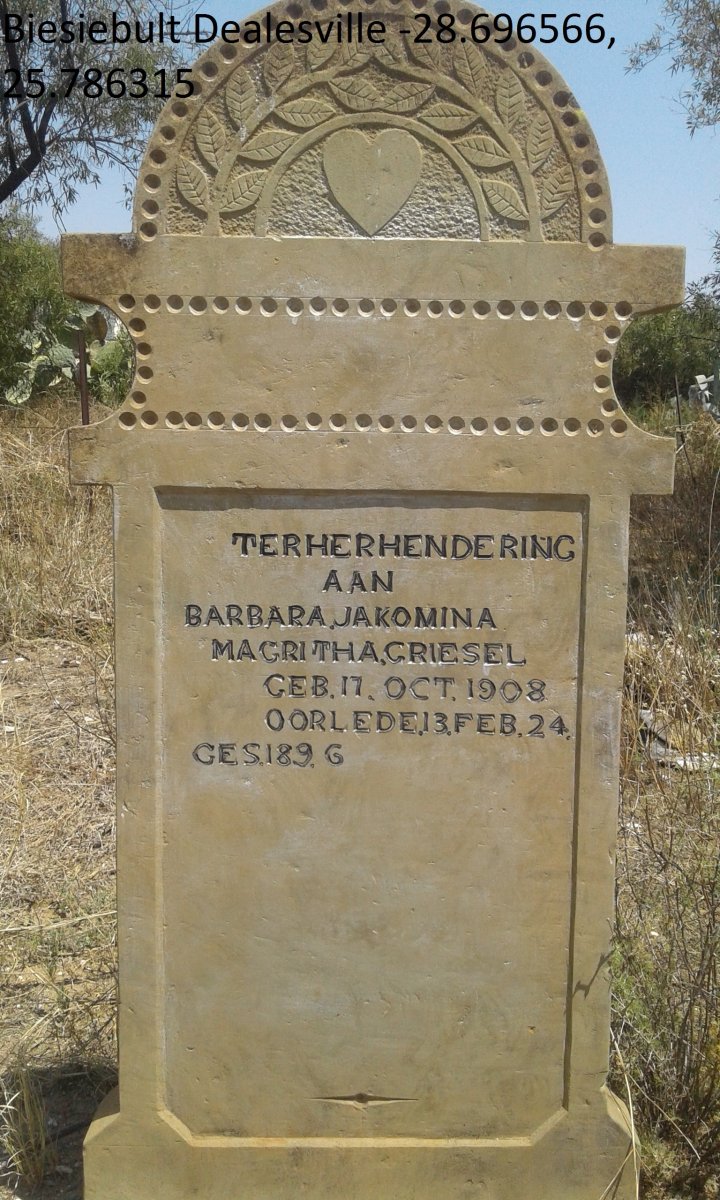 Biesiebult Dealesville -28.696566,
25.786315
TERHERHENDERING
AAN
BARBARA.JAKOMINA
MAGRITHA.GRIESEL
GEB.17. OCT. 1908
OORLEDE.13.FEB.24.
GES.189. G